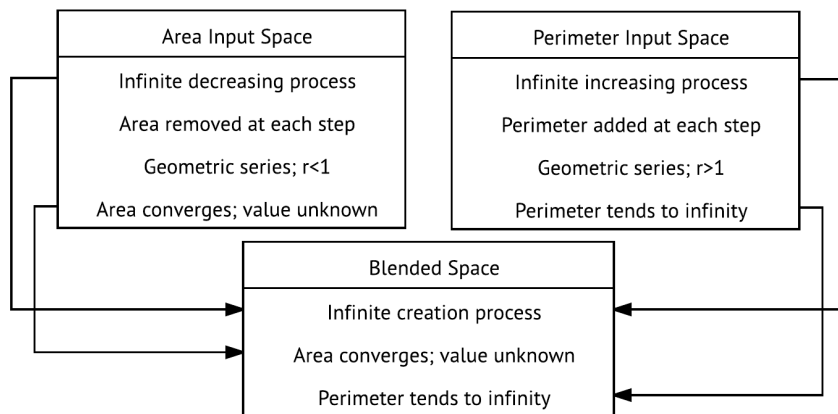 Area Input Space
Infinite decreasing process
Area removed at each step
Geometric series; r<1
Area converges; value unknown
Perimeter Input Space
Infinite increasing process
Perimeter added at each step
Geometric series; r>1
Perimeter tends to infinity
Blended Space
Infinite creation process
Area converges; value unknown
Perimeter tends to infinity